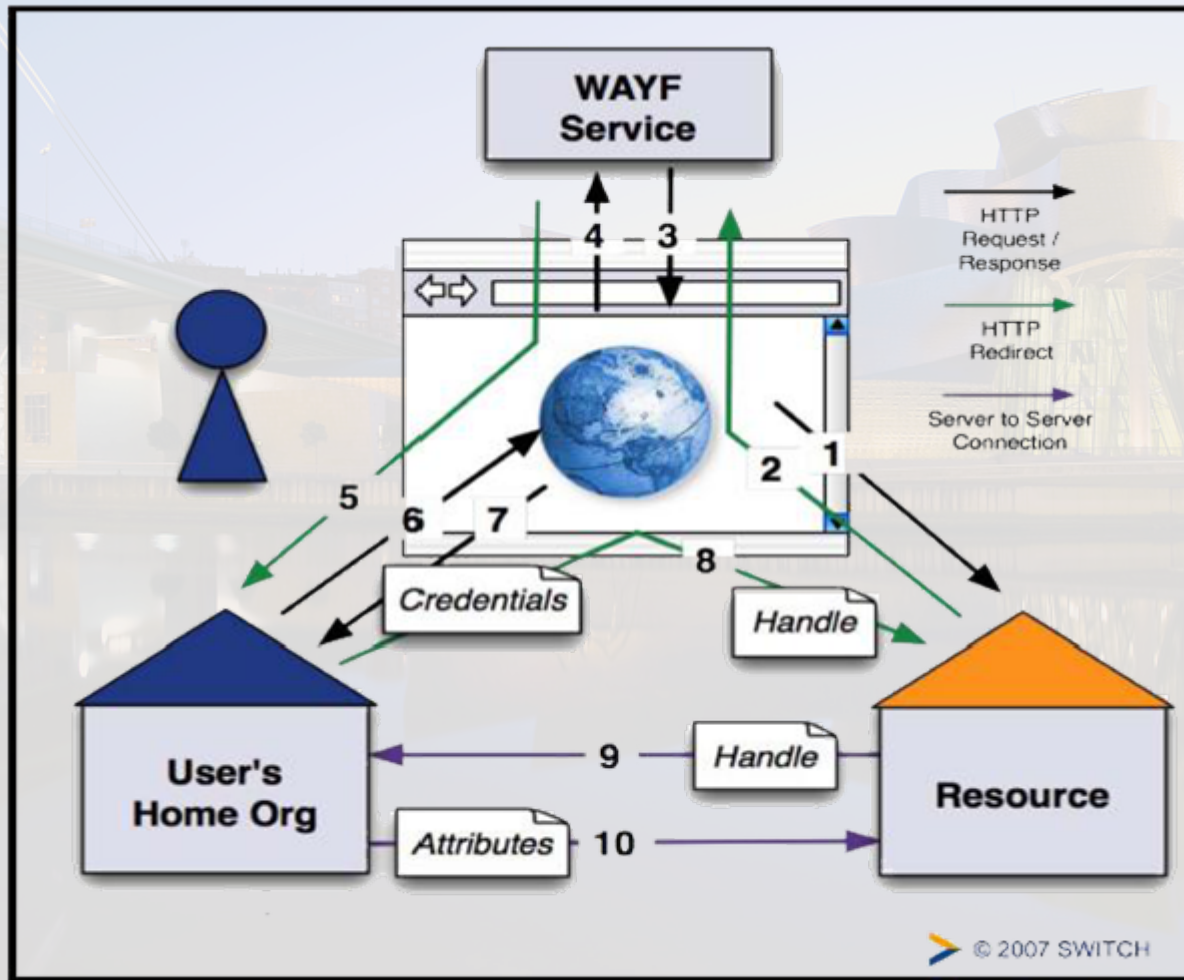 WAYF
Service
4
3
HTTP
Request /
Response
HTTP
Redirect
Server to Server
Connection
1
2
5
6
7
8
Credentials
Handle
User's
Home Org
9
Handle
Resource
Attributes
10
© 2007 SWITCH